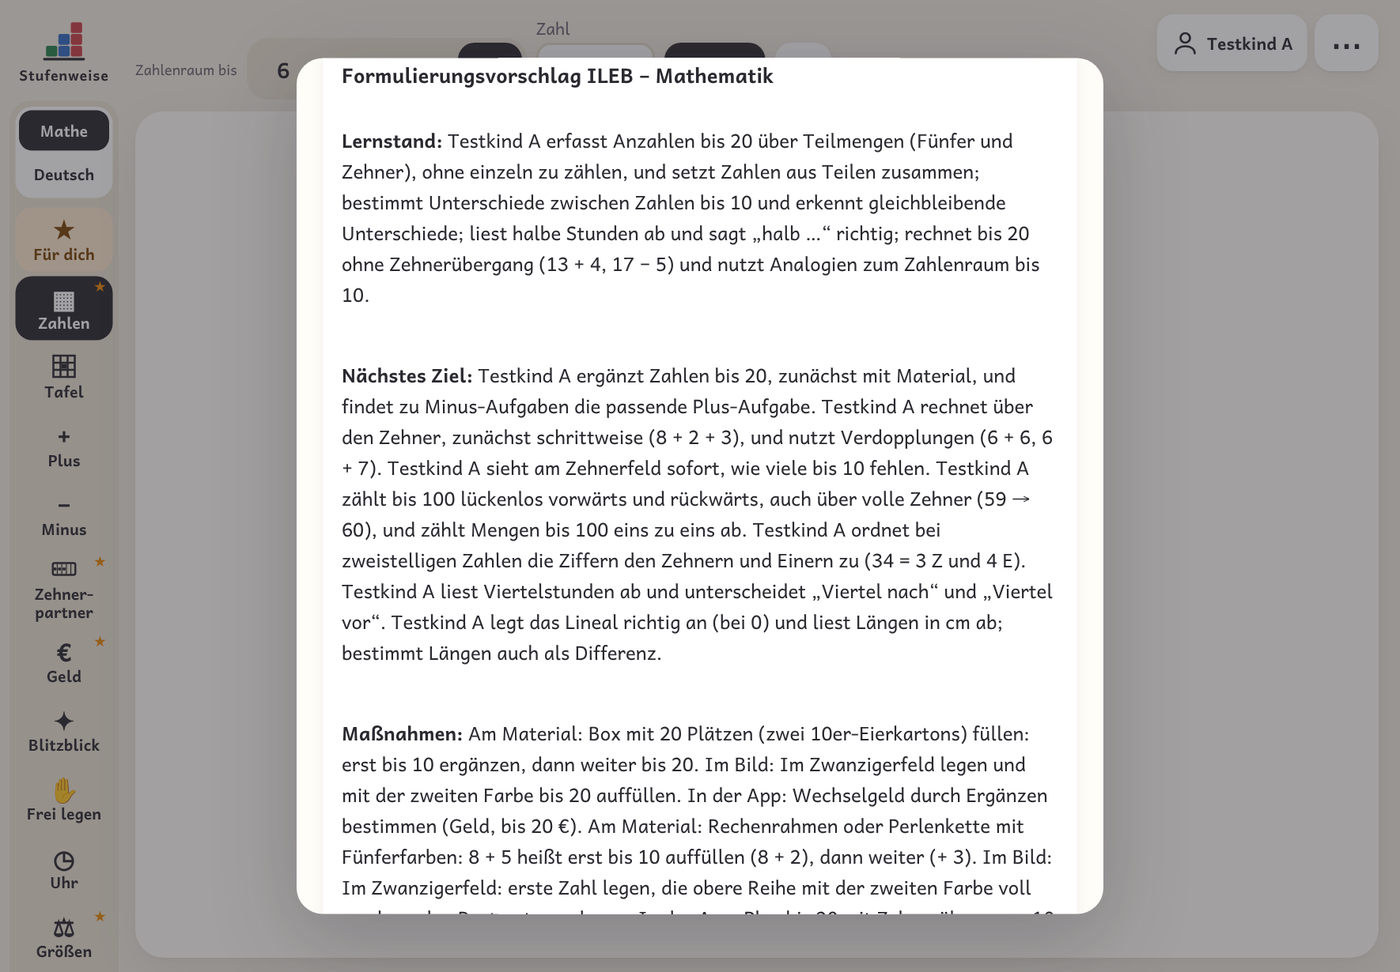 Stufenweise
Zahlenraum bis
6
Zahl
Testkind A
...
Mathe
Deutsch
Für dich
Zahlen
Tafel
+
Plus
−
Minus
Zehner-
partner
€
Geld
Blitzblick
Frei legen
Uhr
Größen
Formulierungsvorschlag ILEB – Mathematik
Lernstand: Testkind A erfasst Anzahlen bis 20 über Teilmengen (Fünfer und
Zehner), ohne einzeln zu zählen, und setzt Zahlen aus Teilen zusammen;
bestimmt Unterschiede zwischen Zahlen bis 10 und erkennt gleichbleibende
Unterschiede; liest halbe Stunden ab und sagt „halb ...“ richtig; rechnet bis 20
ohne Zehnerübergang (13 + 4, 17 − 5) und nutzt Analogien zum Zahlenraum bis
10.
Nächstes Ziel: Testkind A ergänzt Zahlen bis 20, zunächst mit Material, und
findet zu Minus-Aufgaben die passende Plus-Aufgabe. Testkind A rechnet über
den Zehner, zunächst schrittweise (8 + 2 + 3), und nutzt Verdopplungen (6 + 6, 6
+ 7). Testkind A sieht am Zehnerfeld sofort, wie viele bis 10 fehlen. Testkind A
zählt bis 100 lückenlos vorwärts und rückwärts, auch über volle Zehner (59 →
60), und zählt Mengen bis 100 eins zu eins ab. Testkind A ordnet bei
zweistelligen Zahlen die Ziffern den Zehnern und Einern zu (34 = 3 Z und 4 E).
Testkind A liest Viertelstunden ab und unterscheidet „Viertel nach“ und „Viertel
vor“. Testkind A legt das Lineal richtig an (bei 0) und liest Längen in cm ab;
bestimmt Längen auch als Differenz.
Maßnahmen: Am Material: Box mit 20 Plätzen (zwei 10er-Eierkartons) füllen:
erst bis 10 ergänzen, dann weiter bis 20. Im Bild: Im Zwanzigerfeld legen und
mit der zweiten Farbe bis 20 auffüllen. In der App: Wechselgeld durch Ergänzen
bestimmen (Geld, bis 20 €). Am Material: Rechenrahmen oder Perlenkette mit
Fünferfarben: 8 + 5 heißt erst bis 10 auffüllen (8 + 2), dann weiter (+ 3). Im Bild:
Im Zwanzigerfeld: erste Zahl legen, die obere Reihe mit der zweiten Farbe voll